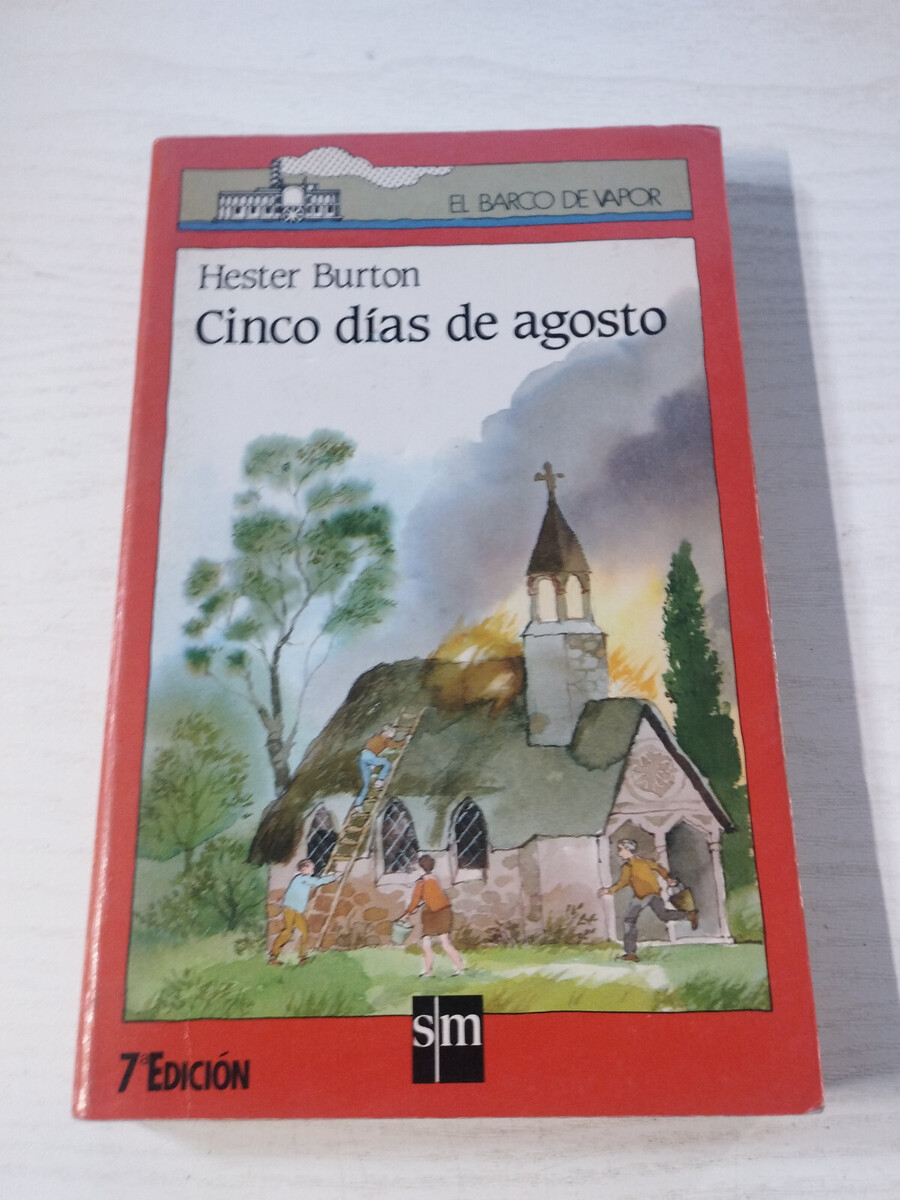 EL BARCO DE VAPOR
Hester Burton
Cinco días de agosto
sm
7ª EDICIÓN